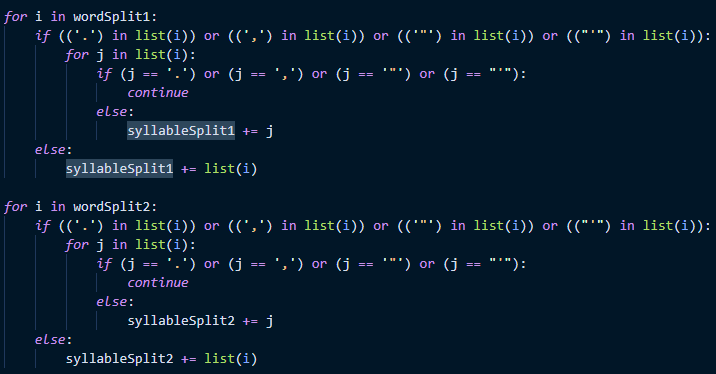 for i in wordSplit1:
    if (('.') in list(i)) or ((',') in list(i)) or (('"') in list(i)) or (("'") in list(i)):
        for j in list(i):
            if (j == '.') or (j == ',') or (j == '"') or (j == "'"):
                continue
            else:
                syllableSplit1 += j
    else:
        syllableSplit1 += list(i)

for i in wordSplit2:
    if (('.') in list(i)) or ((',') in list(i)) or (('"') in list(i)) or (("'") in list(i)):
        for j in list(i):
            if (j == '.') or (j == ',') or (j == '"') or (j == "'"):
                continue
            else:
                syllableSplit2 += j
    else:
        syllableSplit2 += list(i)